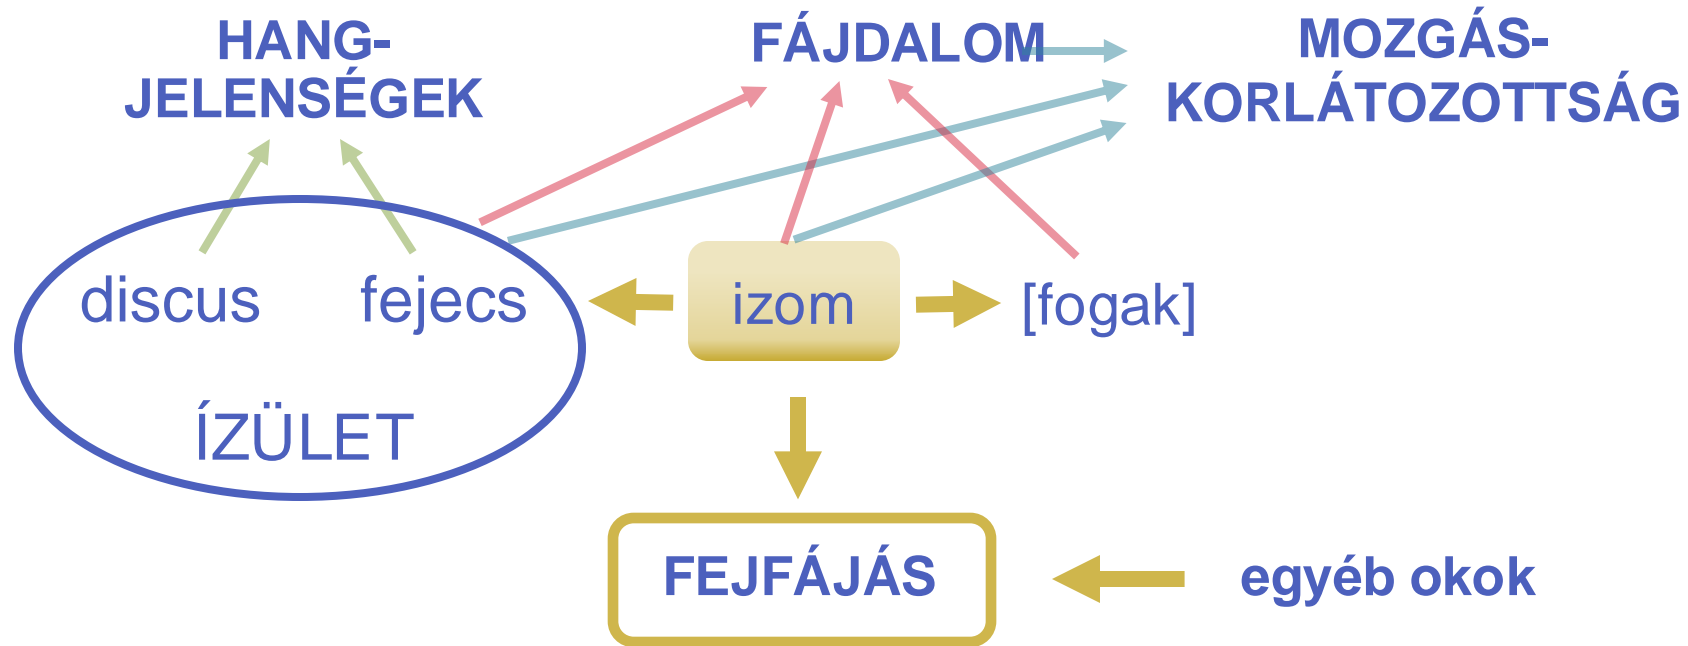 HANG-
JELENSÉGEK
FÁJDALOM
MOZGÁS-
KORLÁTOZOTTSÁG
discus
fejecs
izom
[fogak]
ÍZÜLET
FEJFÁJÁS
egyéb okok